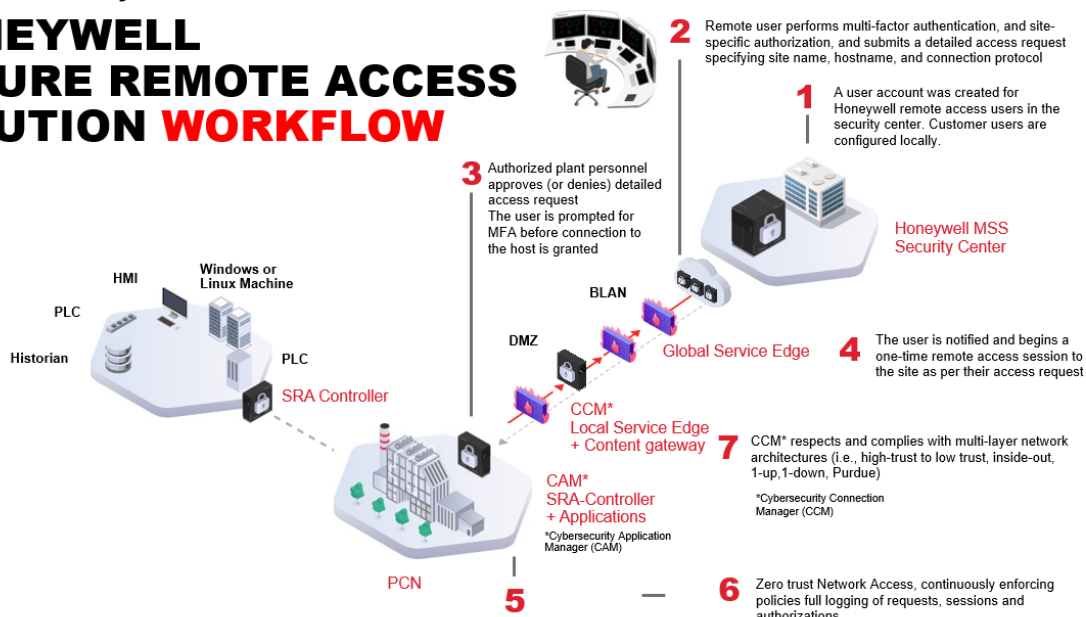 NEYWELL
URE REMOTE ACCESS
UTION WORKFLOW
2
Remote user performs multi-factor authentication, and site-
specific authorization, and submits a detailed access request
specifying site name, hostname, and connection protocol
1
A user account was created for
Honeywell remote access users in the
security center. Customer users are
configured locally.
3
Authorized plant personnel
approves (or denies) detailed
access request
The user is prompted for
MFA before connection to
the host is granted
Honeywell MSS
Security Center
HMI
Windows or
Linux Machine
PLC
Historian
PLC
SRA Controller
BLAN
DMZ
Global Service Edge
4
The user is notified and begins a
one-time remote access session to
the site as per their access request
CCM*
Local Service Edge
+ Content gateway
7
CCM* respects and complies with multi-layer network
architectures (i.e., high-trust to low trust, inside-out,
1-up,1-down, Purdue)
*Cybersecurity Connection
Manager (CCM)
CAM*
SRA-Controller
+ Applications
*Cybersecurity Application
Manager (CAM)
PCN
5
6
Zero trust Network Access, continuously enforcing
policies full logging of requests, sessions and
authorizations